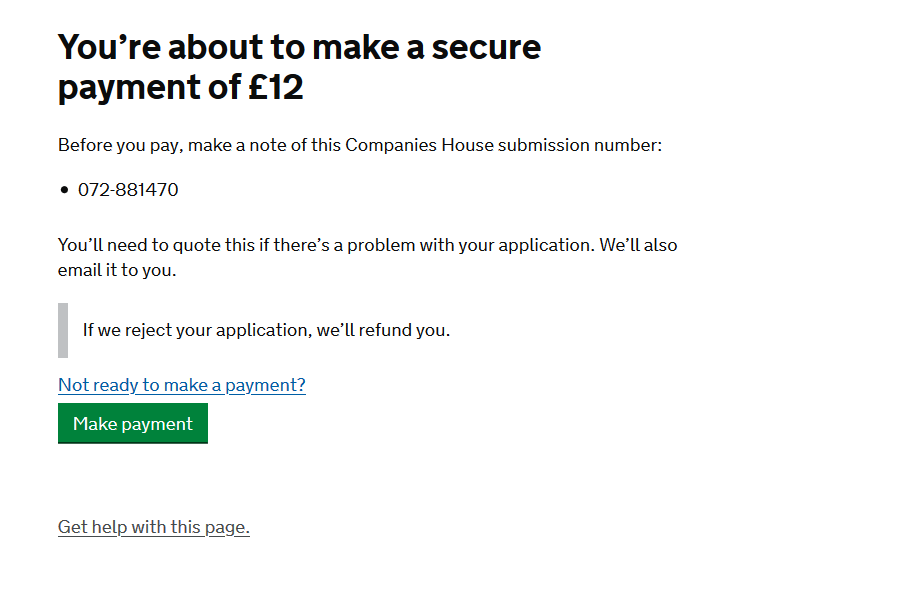 You’re about to make a secure
payment of £12
Before you pay, make a note of this Companies House submission number:
• 072-881470
You’ll need to quote this if there’s a problem with your application. We’ll also
email it to you.
If we reject your application, we’ll refund you.
Not ready to make a payment?
Make payment
Get help with this page.